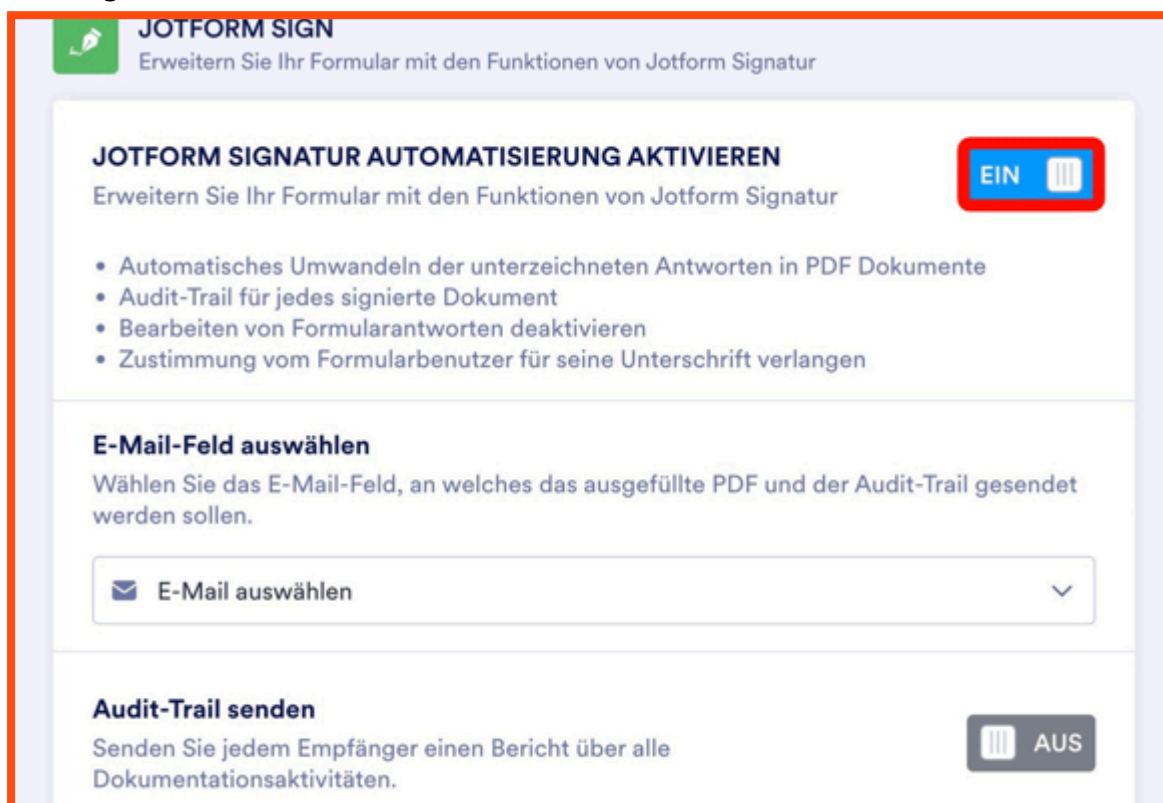 JOTFORM SIGN
Erweitern Sie Ihr Formular mit den Funktionen von Jotform Signatur
JOTFORM SIGNATUR AUTOMATISIERUNG AKTIVIEREN
EIN
Erweitern Sie Ihr Formular mit den Funktionen von Jotform Signatur
• Automatisches Umwandeln der unterzeichneten Antworten in PDF Dokumente
• Audit-Trail für jedes signierte Dokument
• Bearbeiten von Formularantworten deaktivieren
• Zustimmung vom Formularbenutzer für seine Unterschrift verlangen
E-Mail-Feld auswählen
Wählen Sie das E-Mail-Feld, an welches das ausgefüllte PDF und der Audit-Trail gesendet
werden sollen.
E-Mail auswählen
Audit-Trail senden
Senden Sie jedem Empfänger einen Bericht über alle
Dokumentationsaktivitäten.
AUS